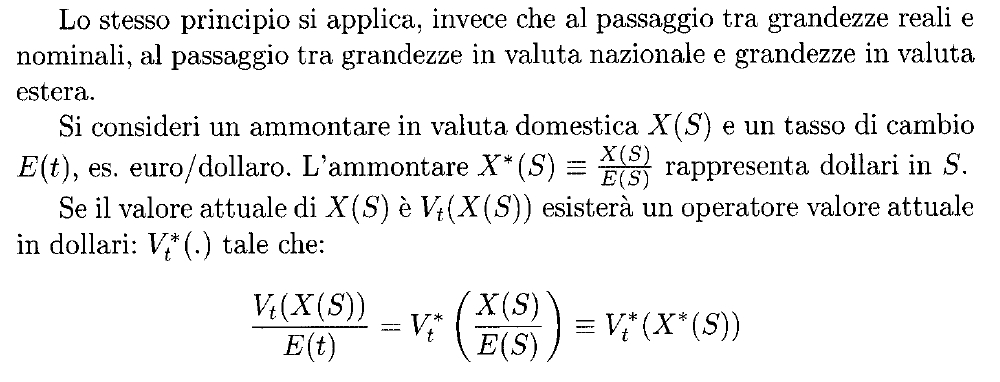 Lo stesso principio si applica, invece che al passaggio tra grandezze reali e
nominali, al passaggio tra grandezze in valuta nazionale e grandezze in valuta
estera.
Si consideri un ammontare in valuta domestica X(S) e un tasso di cambio
E(t), es. euro/dollaro. L'ammontare X*(S) ≡ X(S)/E(S) rappresenta dollari in S.
Se il valore attuale di X(S) è V_t(X(S)) esisterà un operatore valore attuale
in dollari: V_t*(.) tale che:
V_t(X(S))/E(t) = V_t*(X(S)/E(S)) ≡ V_t*(X*(S))